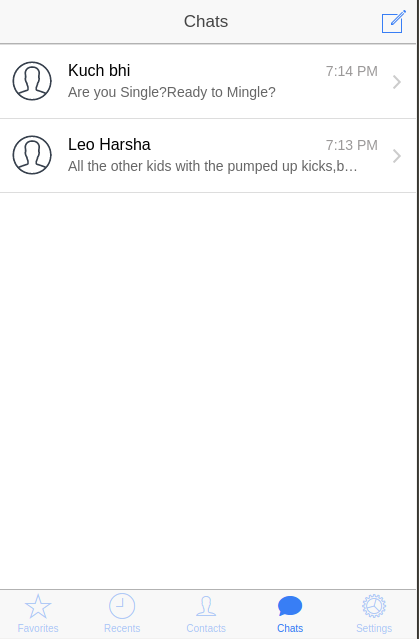 Chats
Kuch bhi 7:14 PM
Are you Single?Ready to Mingle?
Leo Harsha 7:13 PM
All the other kids with the pumped up kicks,b…
Favorites Recents Contacts Chats Settings